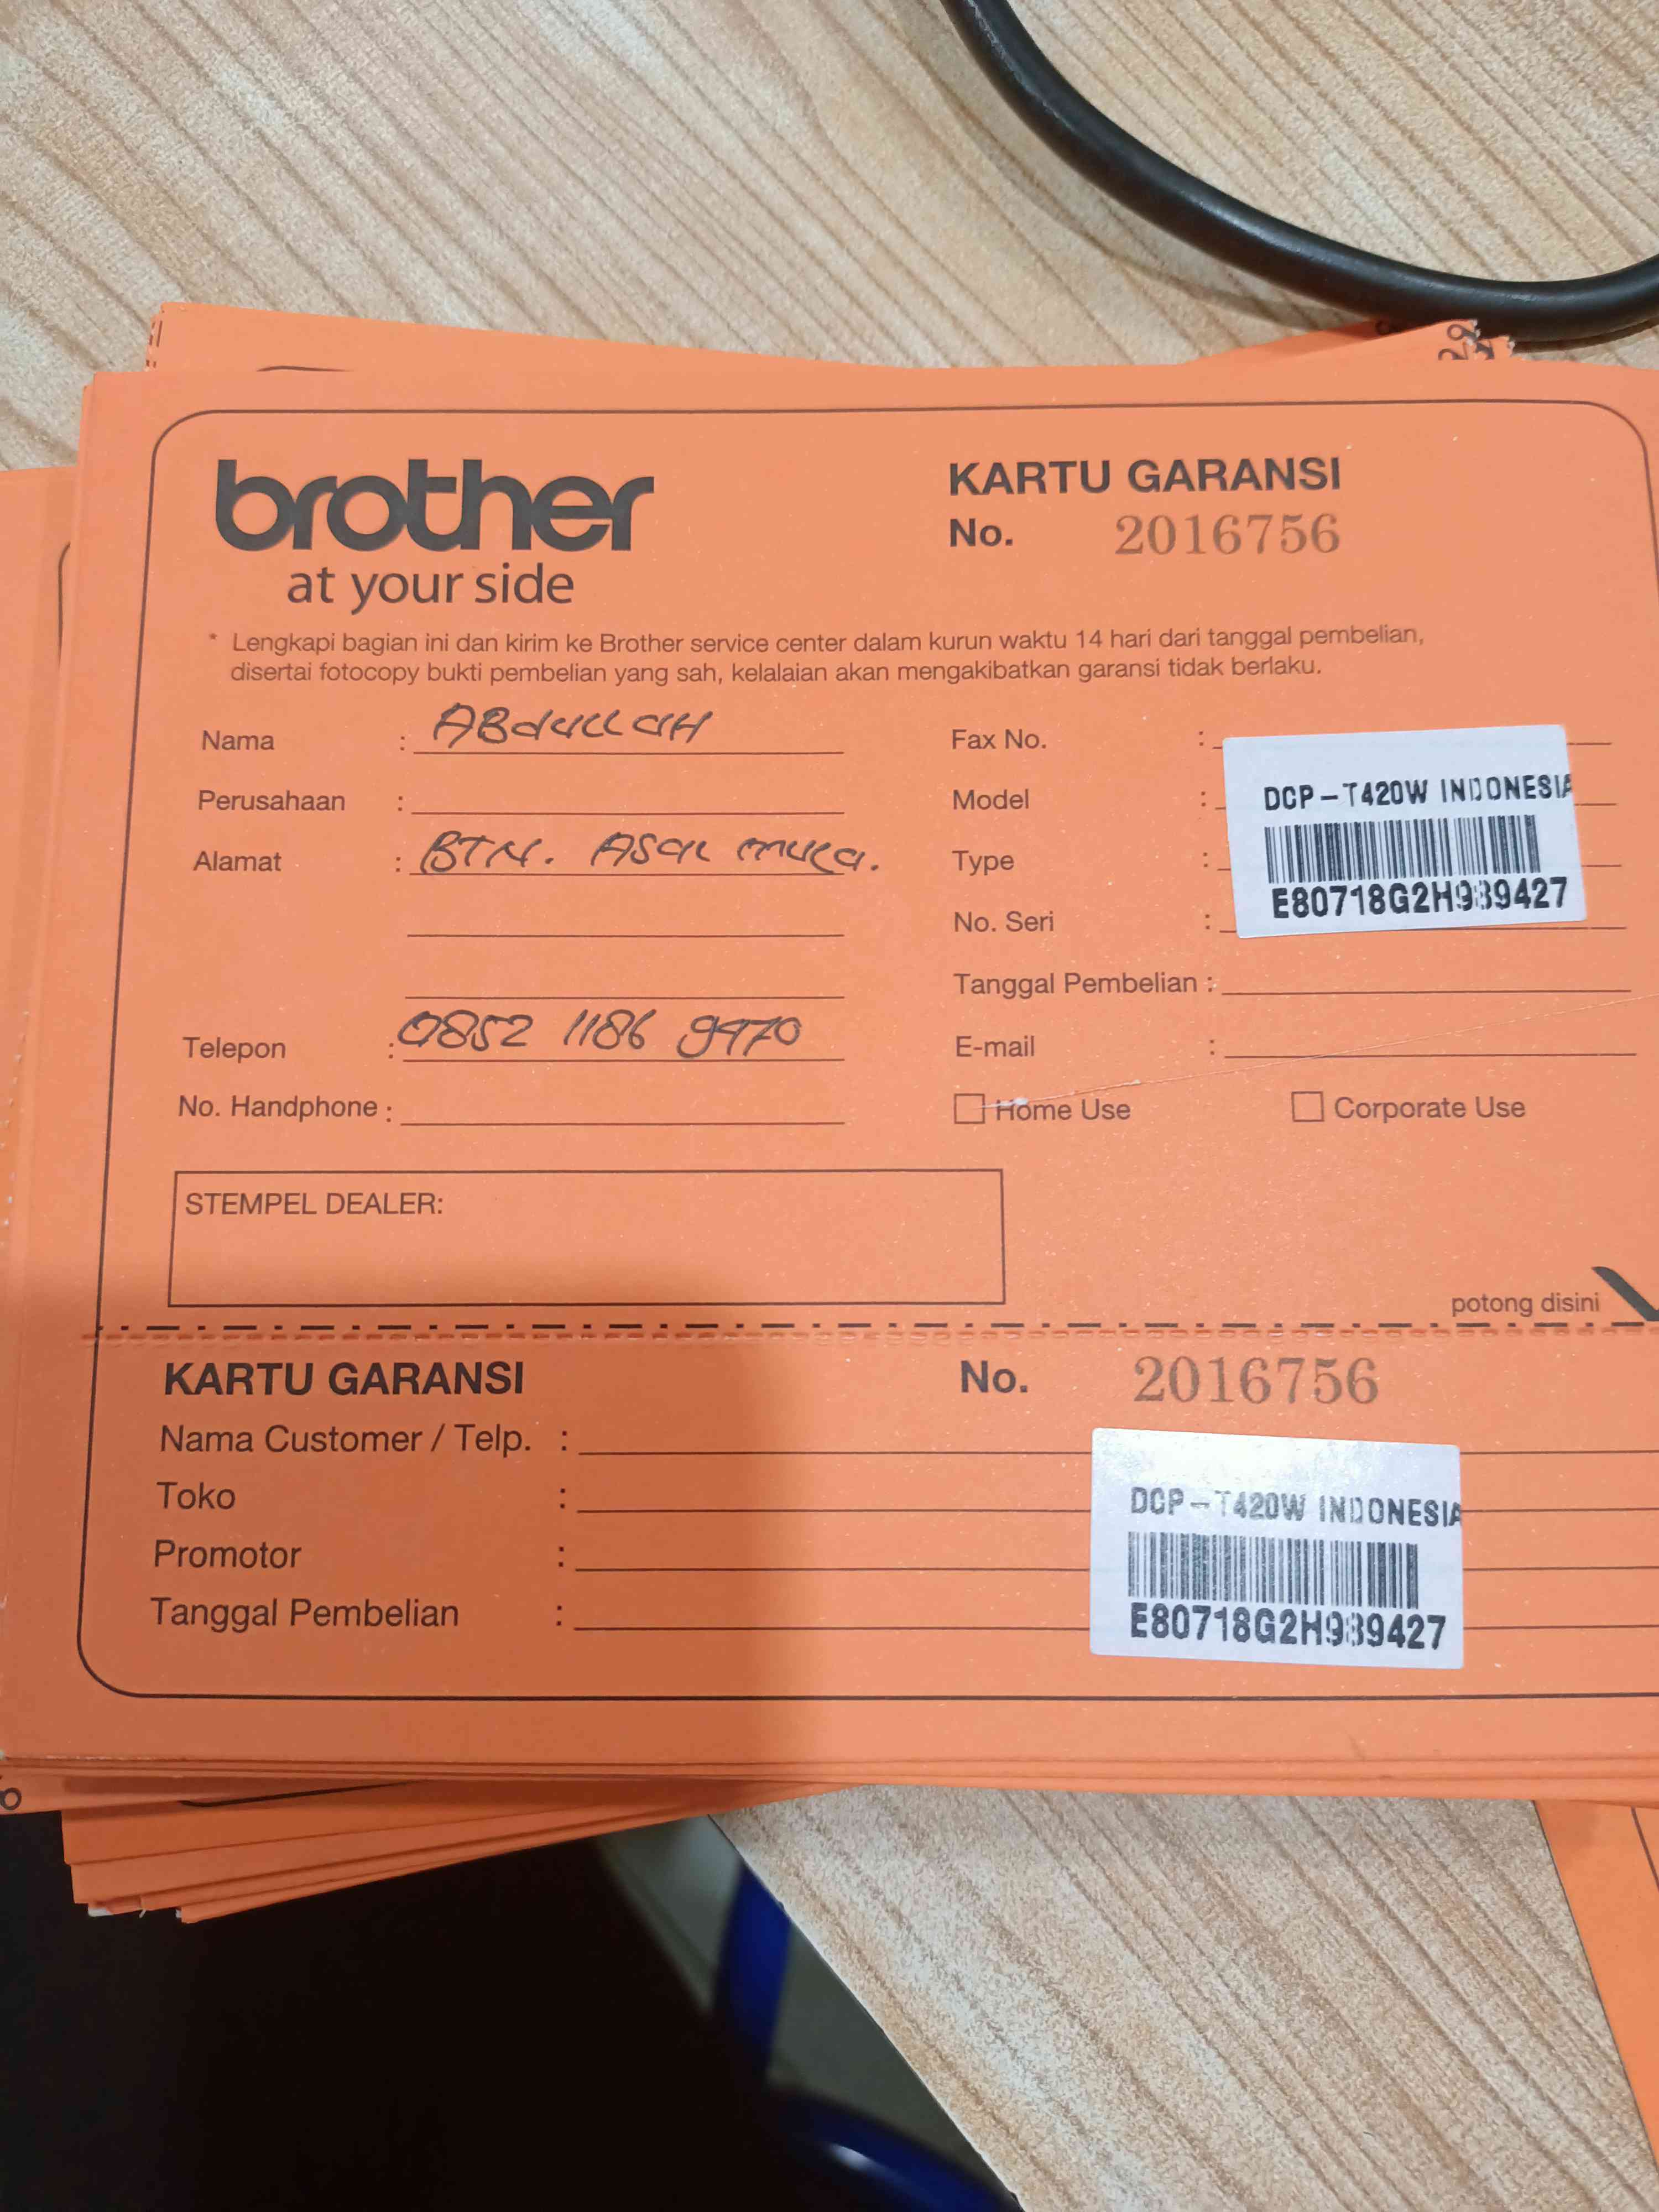 brother
at your side
KARTU GARANSI
No. 2016756
* Lengkapi bagian ini dan kirim ke Brother service center dalam kurun waktu 14 hari dari tanggal pembelian,
disertai fotocopy bukti pembelian yang sah, kelalaian akan mengakibatkan garansi tidak berlaku.
Nama : ABdullaH
Perusahaan :
Alamat : BTN.
Telepon : 0852 1186 9970
No. Handphone :
Fax No. :
Model :
Type :
No. Seri :
Tanggal Pembelian :
E-mail :
DCP-T420W INDONESIA
E80718G2H989427
Home Use
Corporate Use
STEMPEL DEALER:
potong disini
KARTU GARANSI
No. 2016756
Nama Customer / Telp. :
Toko :
Promotor :
Tanggal Pembelian :
DCP-T420W INDONESIA
E80718G2H989427